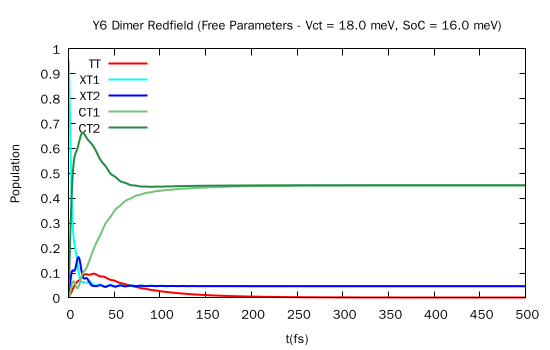 Y6 Dimer Redfield (Free Parameters - Vct = 18.0 meV, SoC = 16.0 meV)
1
0.9
0.8
0.7
0.6
0.5
0.4
0.3
0.2
0.1
0
Population
TT
XT1
XT2
CT1
CT2
0 50 100 150 200 250 300 350 400 450 500
t(fs)